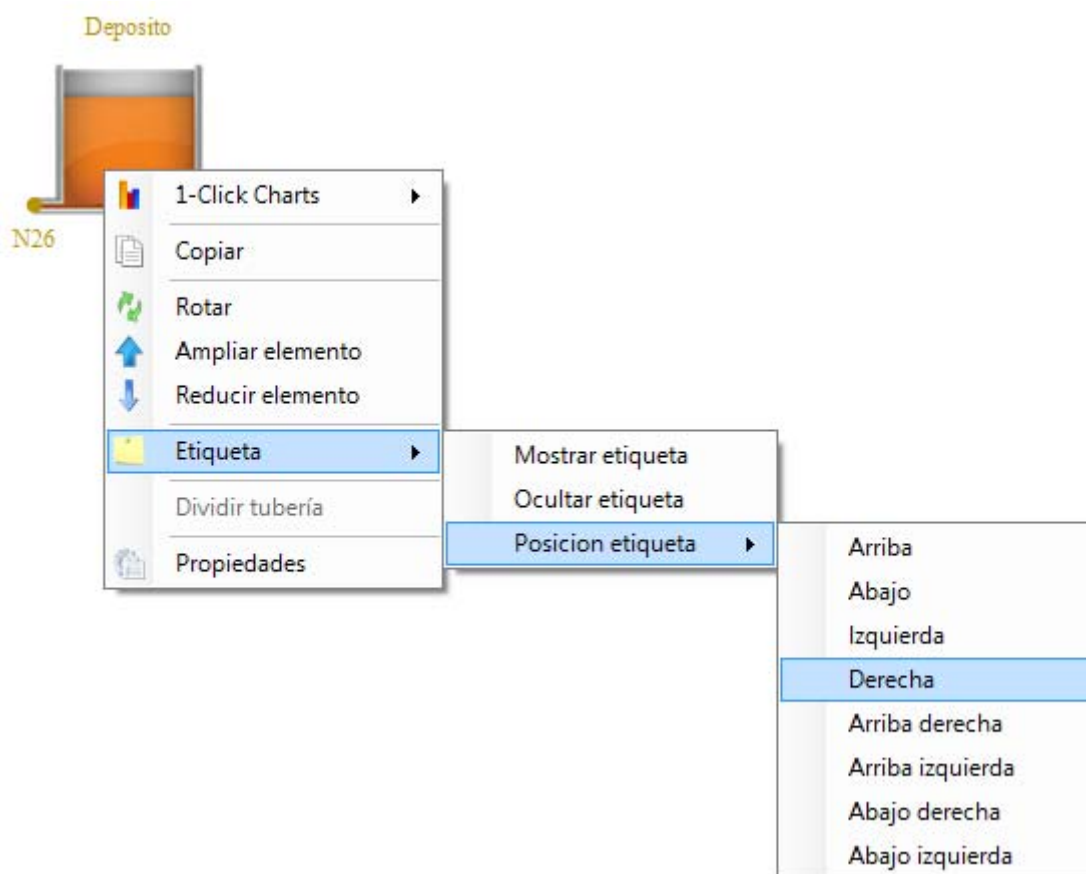 Deposito
N26
1-Click Charts
Copiar
Rotar
Ampliar elemento
Reducir elemento
Etiqueta
Dividir tubería
Propiedades
Mostrar etiqueta
Ocultar etiqueta
Posicion etiqueta
Arriba
Abajo
Izquierda
Derecha
Arriba derecha
Arriba izquierda
Abajo derecha
Abajo izquierda